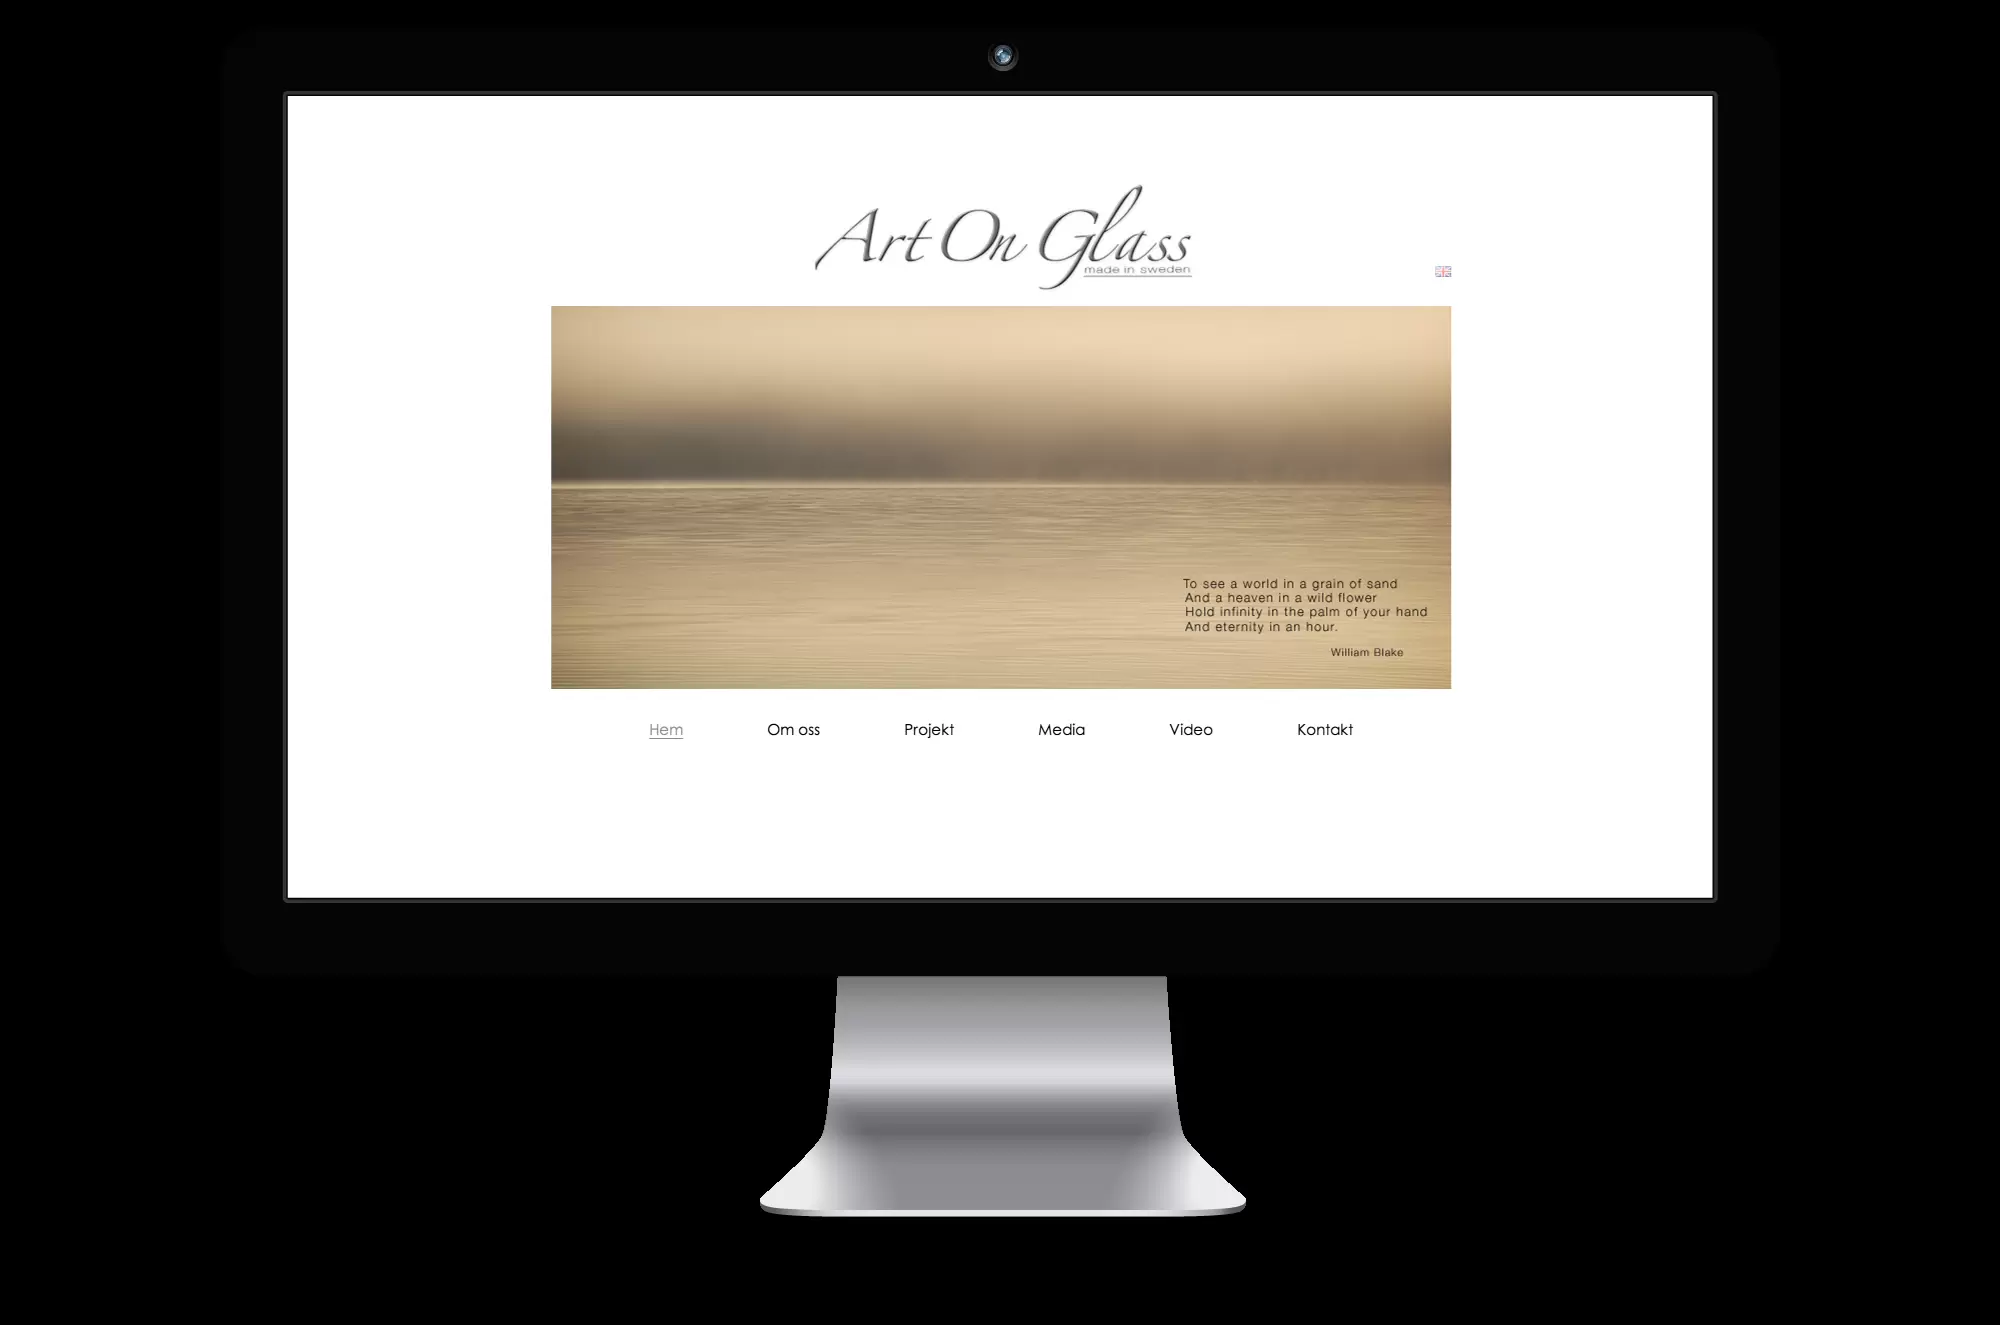 Art On Glass
made in sweden
To see a world in a grain of sand
And a heaven in a wild flower
Hold infinity in the palm of your hand
And eternity in an hour.
William Blake
Hem Om oss Projekt Media Video Kontakt